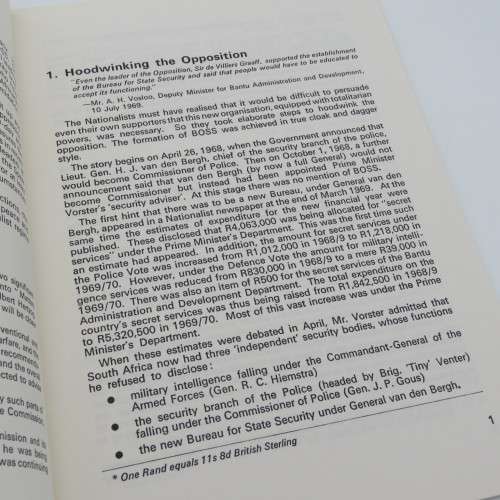 1. Hoodwinking the Opposition
"Even the leader of the Opposition, Sir de Villiers Graaff, supported the establishment
of the Bureau for State Security and said that people would have to be educated to
accept its functioning."
—Mr. A. H. Vosloo, Deputy Minister for Bantu Administration and Development,
10 July 1969.
The Nationalists must have realised that it would be difficult to persuade
even their own supporters that this new organisation, equipped with totalitarian
powers, was necessary. So they took elaborate steps to hoodwink the
opposition. The formation of BOSS was achieved in true cloak and dagger
style.
The story begins on April 26, 1968, when the Government announced that
Lieut. Gen. H. J. van den Bergh, chief of the security branch of the police,
would become Commissioner of Police. Then on October 1, 1968, a further
announcement said that van den Bergh (by now a full General) would not
become Commissioner but instead had been appointed Prime Minister
Vorster's 'security adviser'. At this stage there was no mention of BOSS.
The first hint that there was to be a new Bureau, under General van den
Bergh, appeared in a Nationalist newspaper at the end of March 1969. At the
same time the estimates of expenditure for the new financial year were
published. These disclosed that R4,063,000 was being allocated for "secret
services" under the Prime Minister's Department. This was the first time such
an estimate had appeared. In addition, the amount for secret services under
the Police Vote was increased from R1,012,000 in 1968/9 to R1,218,000 in
1969/70. However, under the Defence Vote the amount for military intelli-
gence services was reduced from R830,000 in 1968/9 to a mere R39,000 in
1969/70. There was also an item of R500 for the secret services of the Bantu
Administration and Development Department. The total expenditure on the
country's secret services was thus being raised from R1,842,500 in 1968/9
to R5,320,500 in 1969/70. Most of this vast increase was under the Prime
Minister's Department.
When these estimates were debated in April, Mr. Vorster admitted that
South Africa now had three 'independent' security bodies, whose functions
he refused to disclose:
● military intelligence falling under the Commandant-General of the
Armed Forces (Gen. R. C. Hiemstra)
● the security branch of the Police (headed by Brig. 'Tiny' Venter)
falling under the Commissioner of Police (Gen. J. P. Gous)
● the new Bureau for State Security under General van den Bergh.
* One Rand equals 11s 8d British Sterling
1